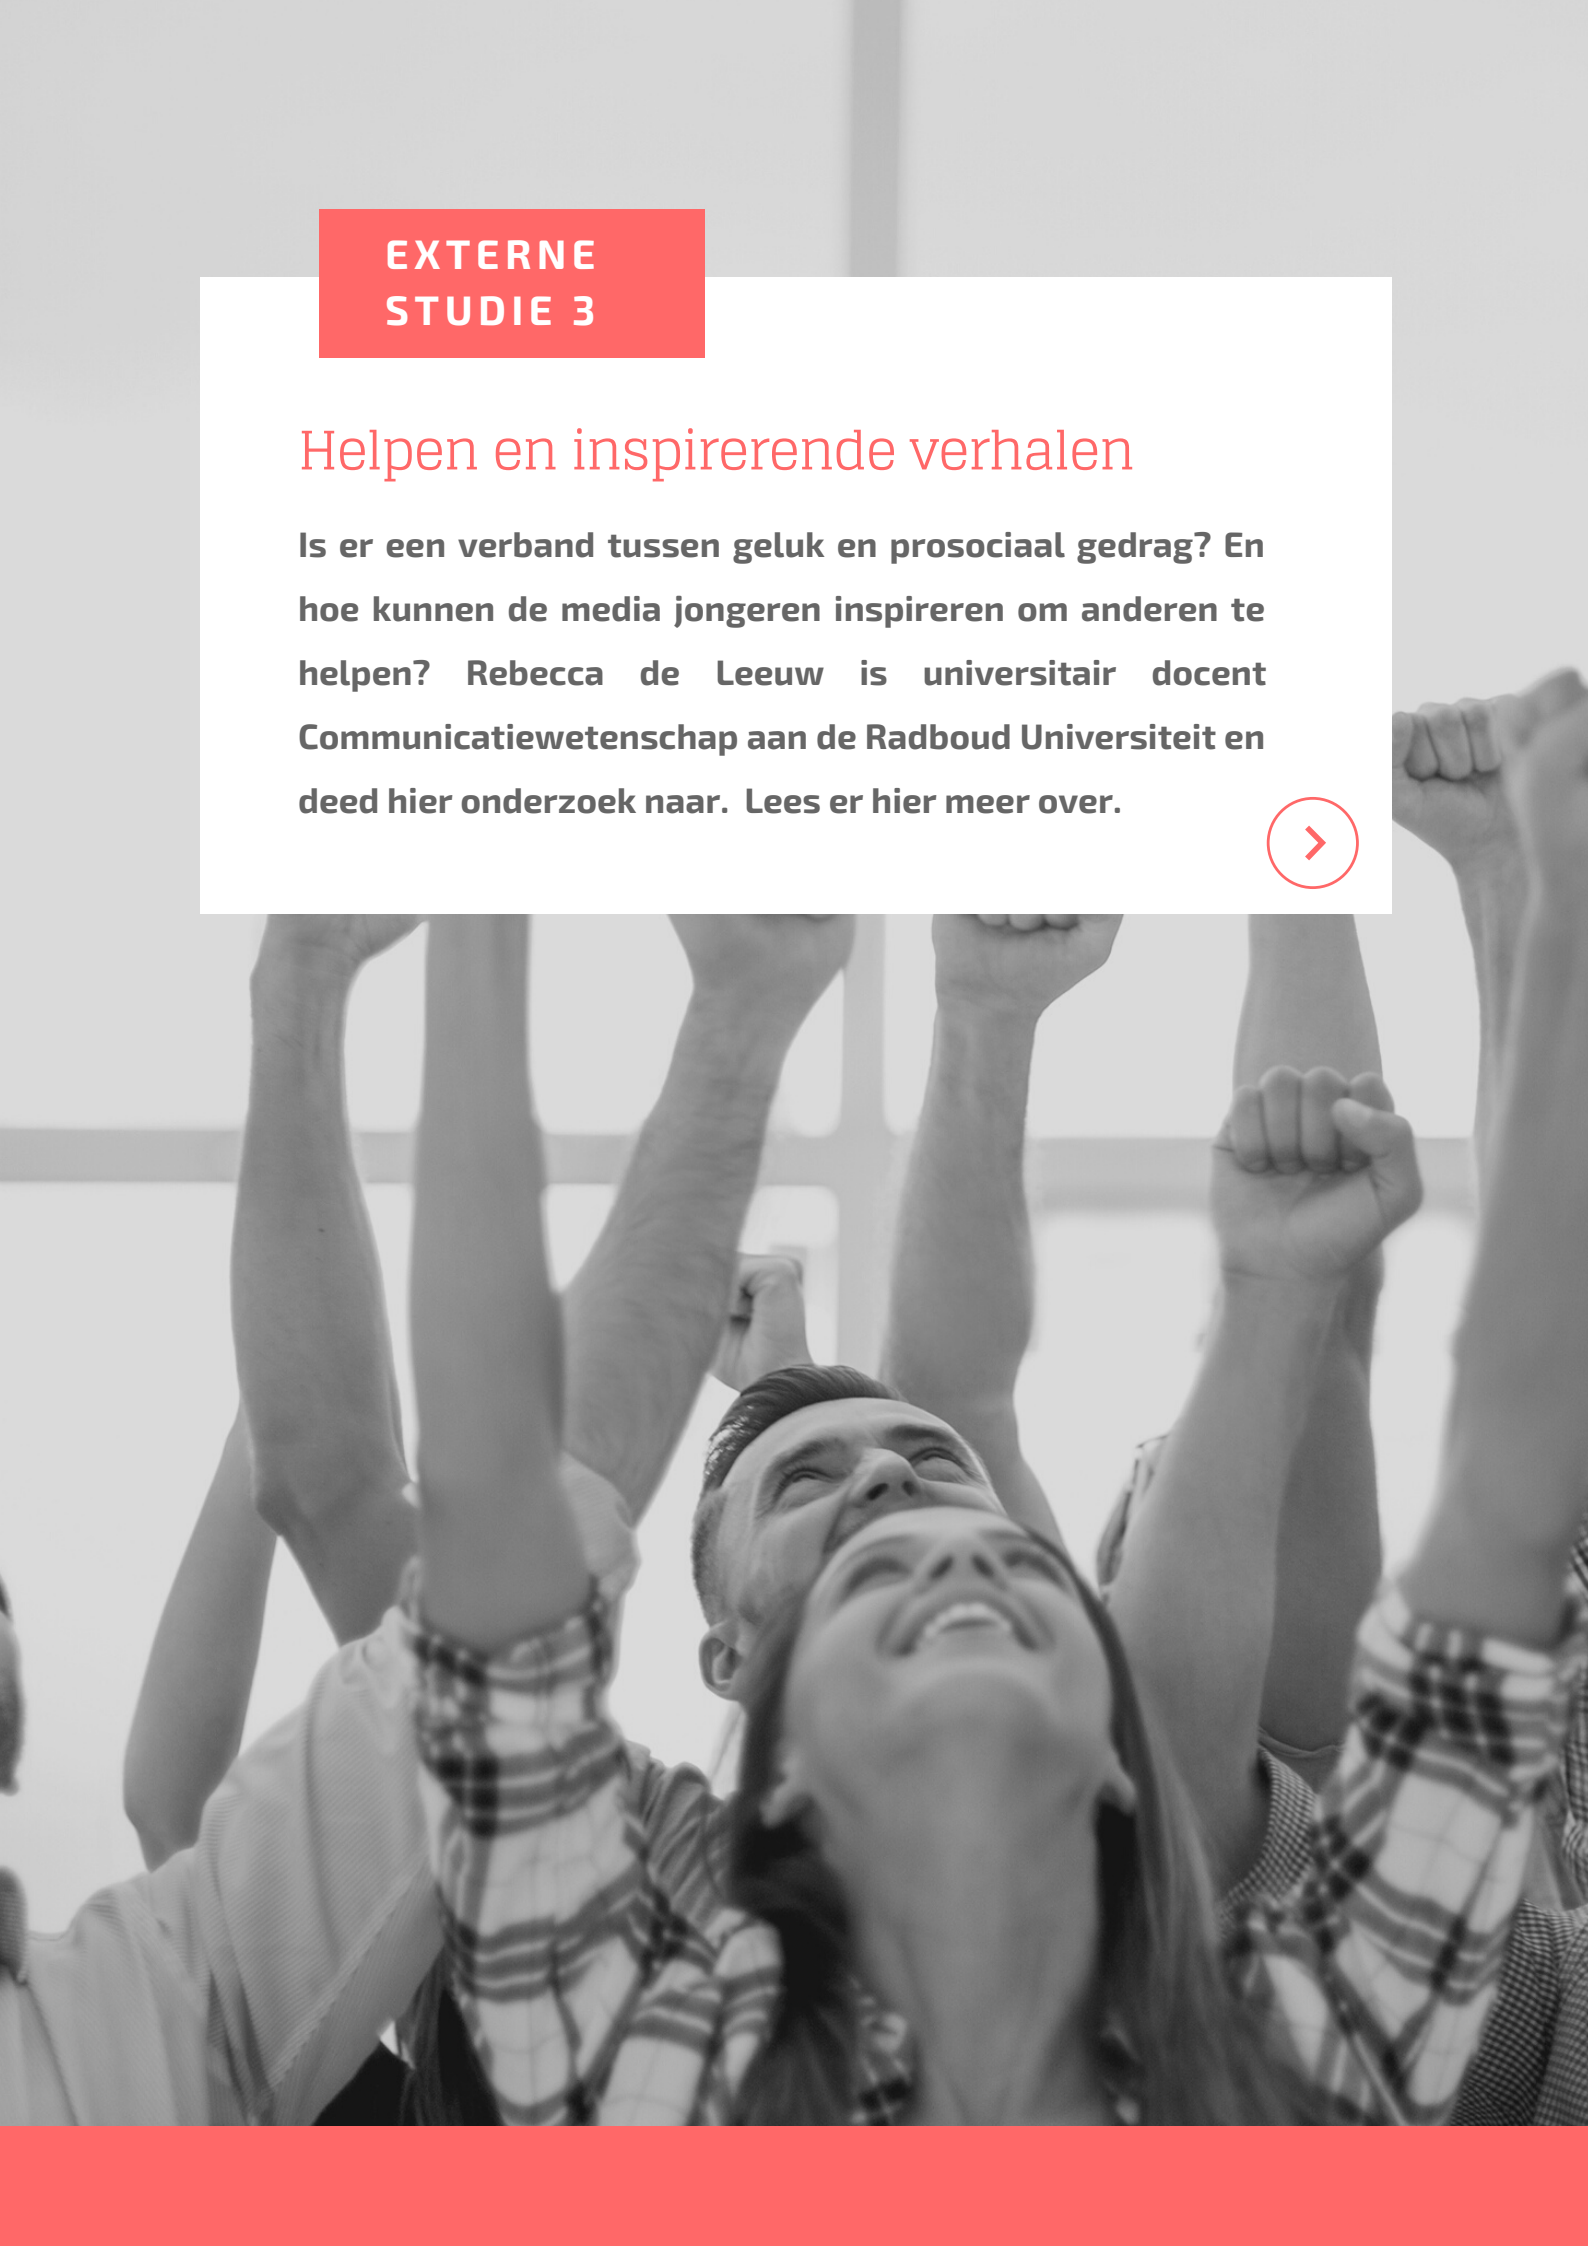 EXTERNE
STUDIE 3
Helpen en inspirerende verhalen
Is er een verband tussen geluk en prosociaal gedrag? En
hoe kunnen de media jongeren inspireren om anderen te
helpen? Rebecca de Leeuw is universitair docent
Communicatiewetenschap aan de Radboud Universiteit en
deed hier onderzoek naar. Lees er hier meer over.